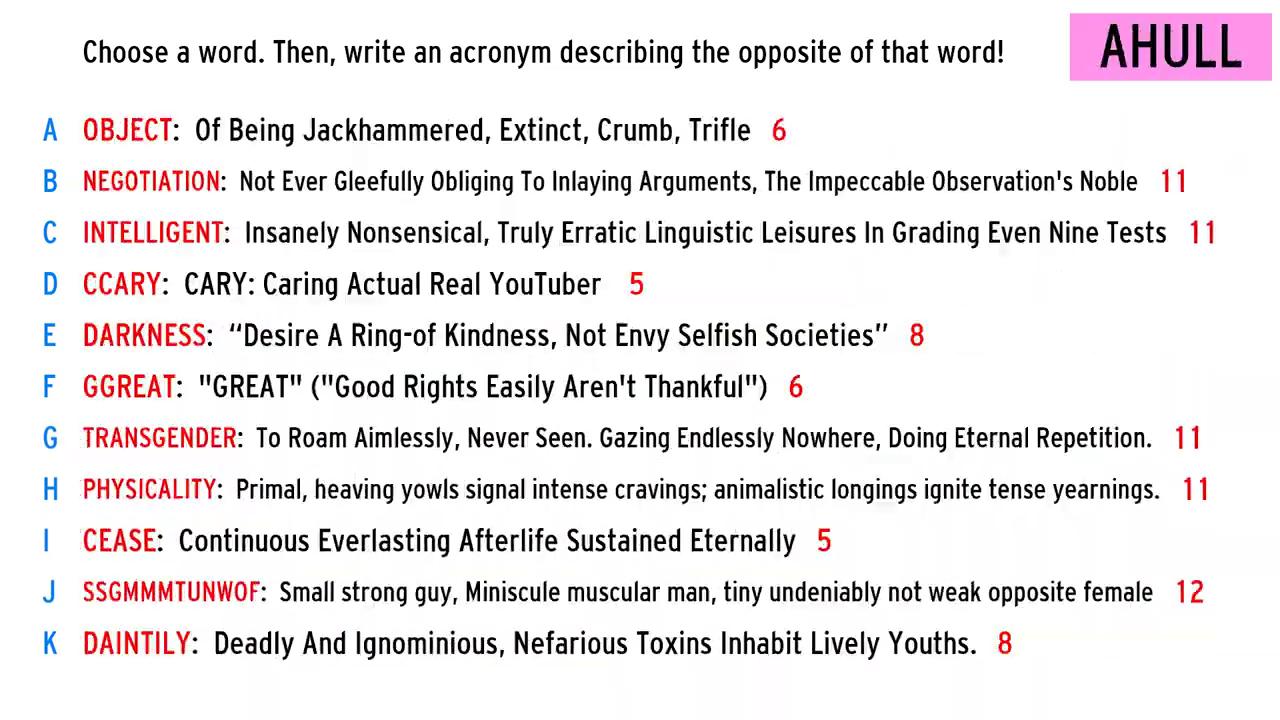 Choose a word. Then, write an acronym describing the opposite of that word!
AHULL
A OBJECT: Of Being Jackhammered, Extinct, Crumb, Trifle 6
B NEGOTIATION: Not Ever Gleefully Obliging To Inlaying Arguments, The Impeccable Observation's Noble 11
C INTELLIGENT: Insanely Nonsensical, Truly Erratic Linguistic Leisures In Grading Even Nine Tests 11
D CCARY: CARY: Caring Actual Real YouTuber 5
E DARKNESS: “Desire A Ring-of Kindness, Not Envy Selfish Societies” 8
F GGREAT: "GREAT" ("Good Rights Easily Aren't Thankful") 6
G TRANSGENDER: To Roam Aimlessly, Never Seen. Gazing Endlessly Nowhere, Doing Eternal Repetition. 11
H PHYSICALITY: Primal, heaving yowls signal intense cravings; animalistic longings ignite tense yearnings. 11
I CEASE: Continuous Everlasting Afterlife Sustained Eternally 5
J SSGMMMTUNWOF: Small strong guy, Miniscule muscular man, tiny undeniably not weak opposite female 12
K DAINTILY: Deadly And Ignominious, Nefarious Toxins Inhabit Lively Youths. 8